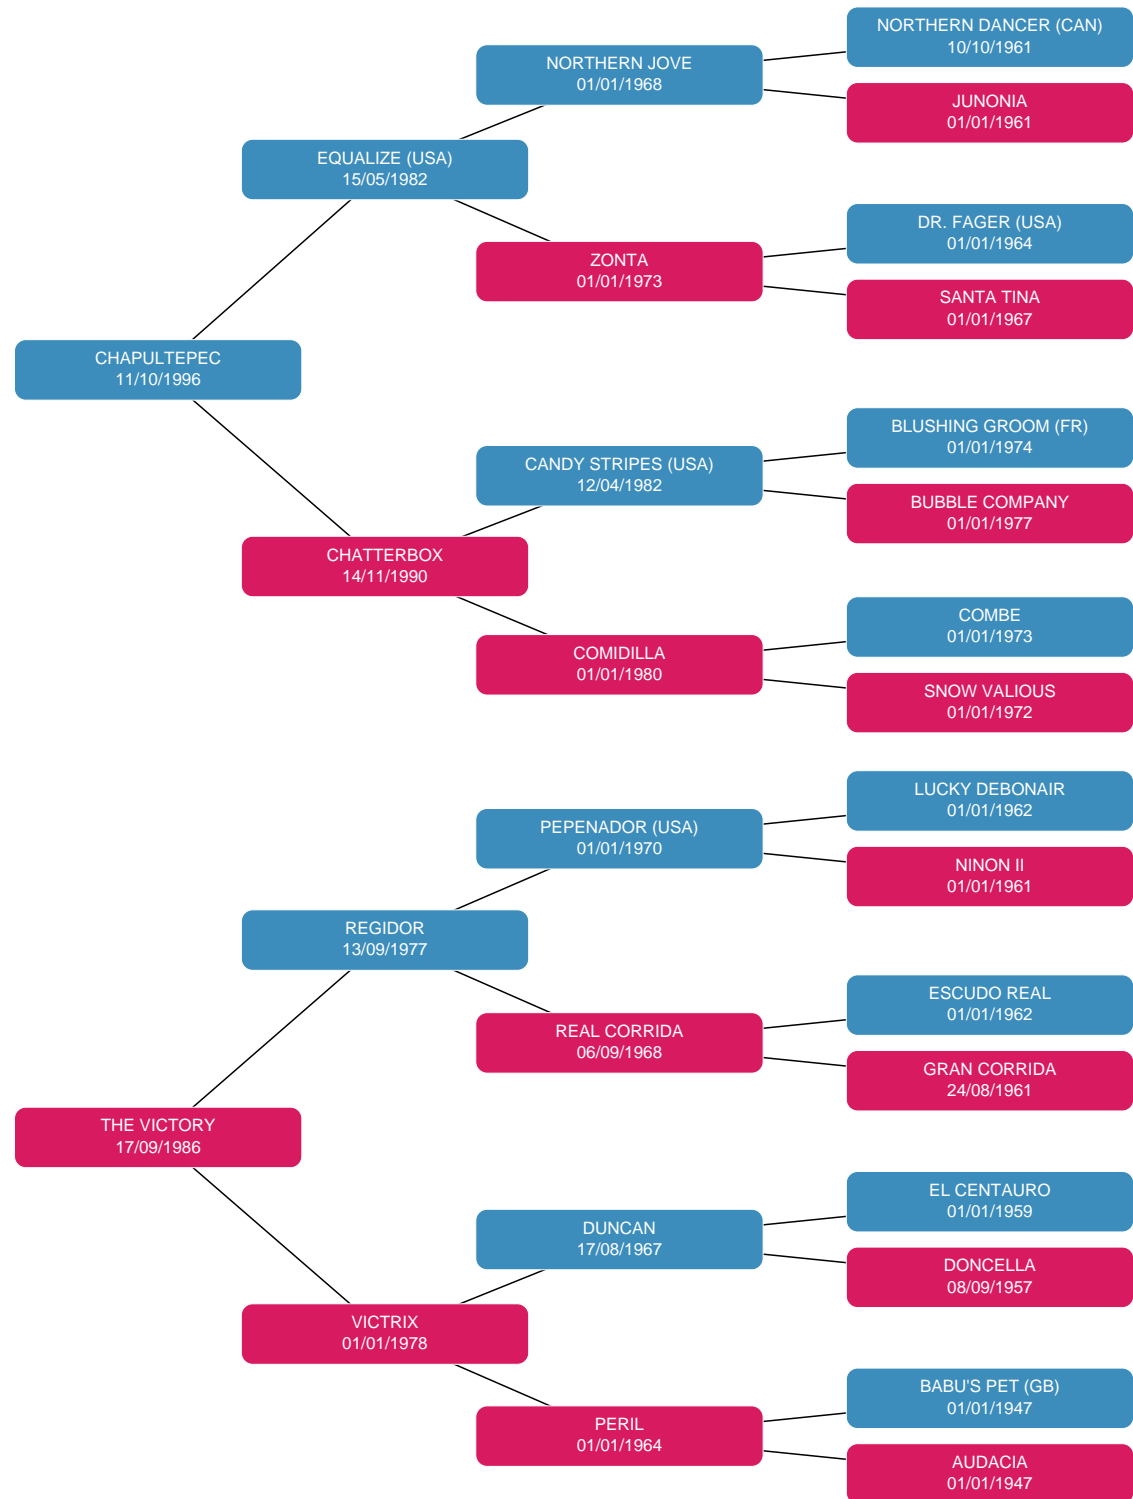 NORTHERN DANCER (CAN)
10/10/1961
NORTHERN JOVE
01/01/1968
JUNONIA
01/01/1961
EQUALIZE (USA)
15/05/1982
DR. FAGER (USA)
01/01/1964
ZONTA
01/01/1973
SANTA TINA
01/01/1967
CHAPULTEPEC
11/10/1996
BLUSHING GROOM (FR)
01/01/1974
CANDY STRIPES (USA)
12/04/1982
BUBBLE COMPANY
01/01/1977
CHATTERBOX
14/11/1990
COMBE
01/01/1973
COMIDILLA
01/01/1980
SNOW VALIOUS
01/01/1972
LUCKY DEBONAIR
01/01/1962
PEPENADOR (USA)
01/01/1970
NINON II
01/01/1961
REGIDOR
13/09/1977
ESCUDO REAL
01/01/1962
REAL CORRIDA
06/09/1968
GRAN CORRIDA
24/08/1961
THE VICTORY
17/09/1986
EL CENTAURO
01/01/1959
DUNCAN
17/08/1967
DONCELLA
08/09/1957
VICTRIX
01/01/1978
BABU'S PET (GB)
01/01/1947
PERIL
01/01/1964
AUDACIA
01/01/1947